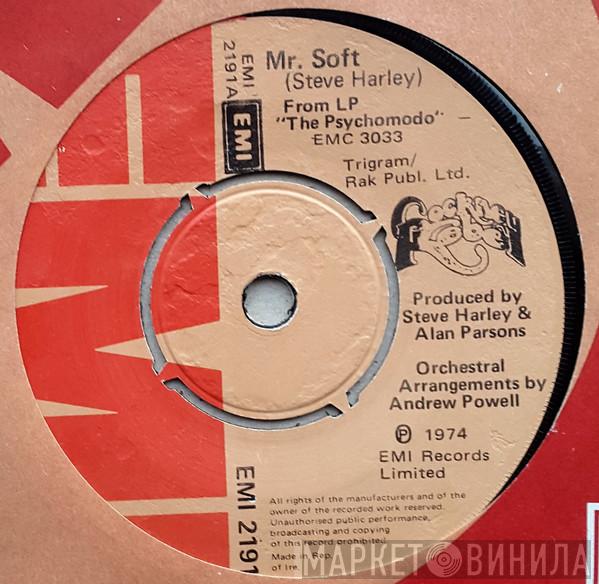 Mr. Soft
(Steve Harley)
From LP
"The Psychomodo"
EMC 3033
Trigram/
Rak Publ. Ltd.
EMI
2191A
EMI
Cockney
Rebel
Produced by
Steve Harley &
Alan Parsons
Orchestral
Arrangements by
Andrew Powell
℗ 1974
EMI Records
Limited
EMI 2191
All rights of the manufacturers and of the
owner of the recorded work reserved.
Unauthorised public performance,
broadcasting and copying
of this record prohibited
Made in Rep.
of Ire.
МАРКЕТ ВИНИЛА